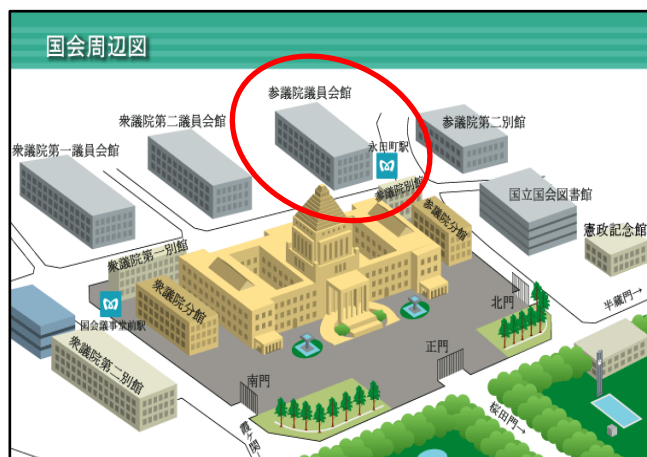 国会周辺図
参議院議員会館
衆議院第二議員会館
参議院第二別館
衆議院第一議員会館
永田町駅
参議院別館
国立国会図書館
参議院分館
憲政記念館
衆議院第一別館
衆議院分館
国会議事堂前駅
北門
半蔵門→
衆議院第二別館
正門
南門
桜田門→
霞ヶ関